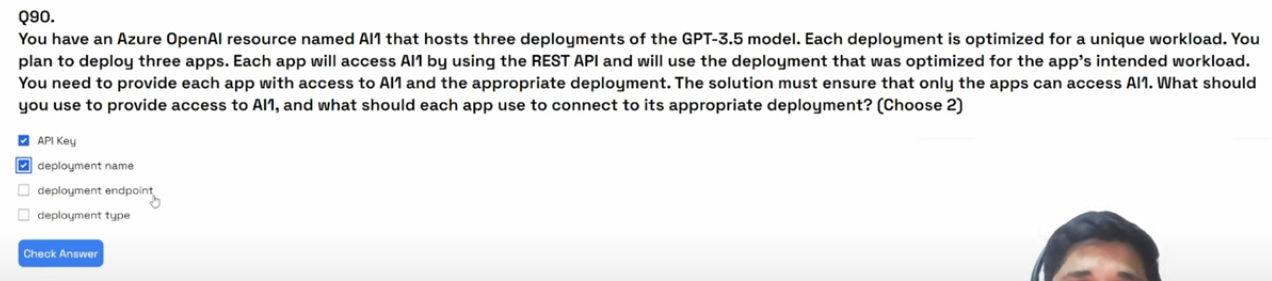 Q90.
You have an Azure OpenAI resource named AI1 that hosts three deployments of the GPT-3.5 model. Each deployment is optimized for a unique workload. You
plan to deploy three apps. Each app will access AI1 by using the REST API and will use the deployment that was optimized for the app's intended workload.
You need to provide each app with access to AI1 and the appropriate deployment. The solution must ensure that only the apps can access AI1. What should
you use to provide access to AI1, and what should each app use to connect to its appropriate deployment? (Choose 2)
API Key
deployment name
deployment endpoint
deployment type
Check Answer